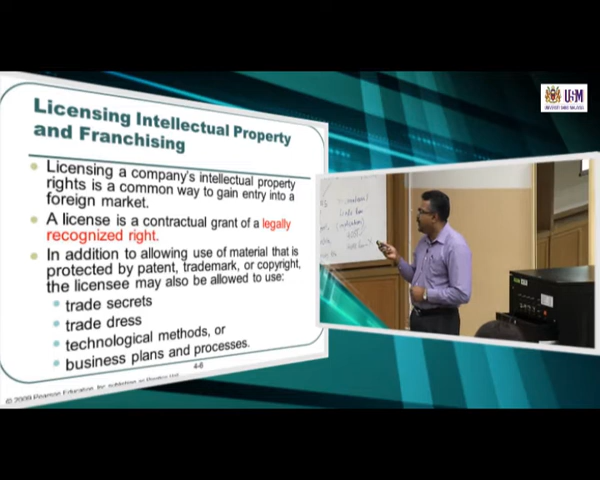 Licensing Intellectual Property
and Franchising
Licensing a company's intellectual property
rights is a common way to gain entry into a
foreign market.
A license is a contractual grant of a legally
recognized right.
In addition to allowing use of material that is
protected by patent, trademark, or copyright,
the licensee may also be allowed to use:
trade secrets
trade dress
technological methods, or
business plans and processes.
4-6
© 2009 Pearson Education, Inc. publishing as Prentice Hall
USM
UNIVERSITI SAINS MALAYSIA